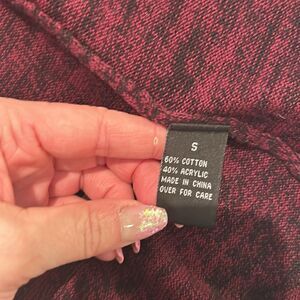 S
60% COTTON
40% ACRYLIC
MADE IN CHINA
OVER FOR CARE